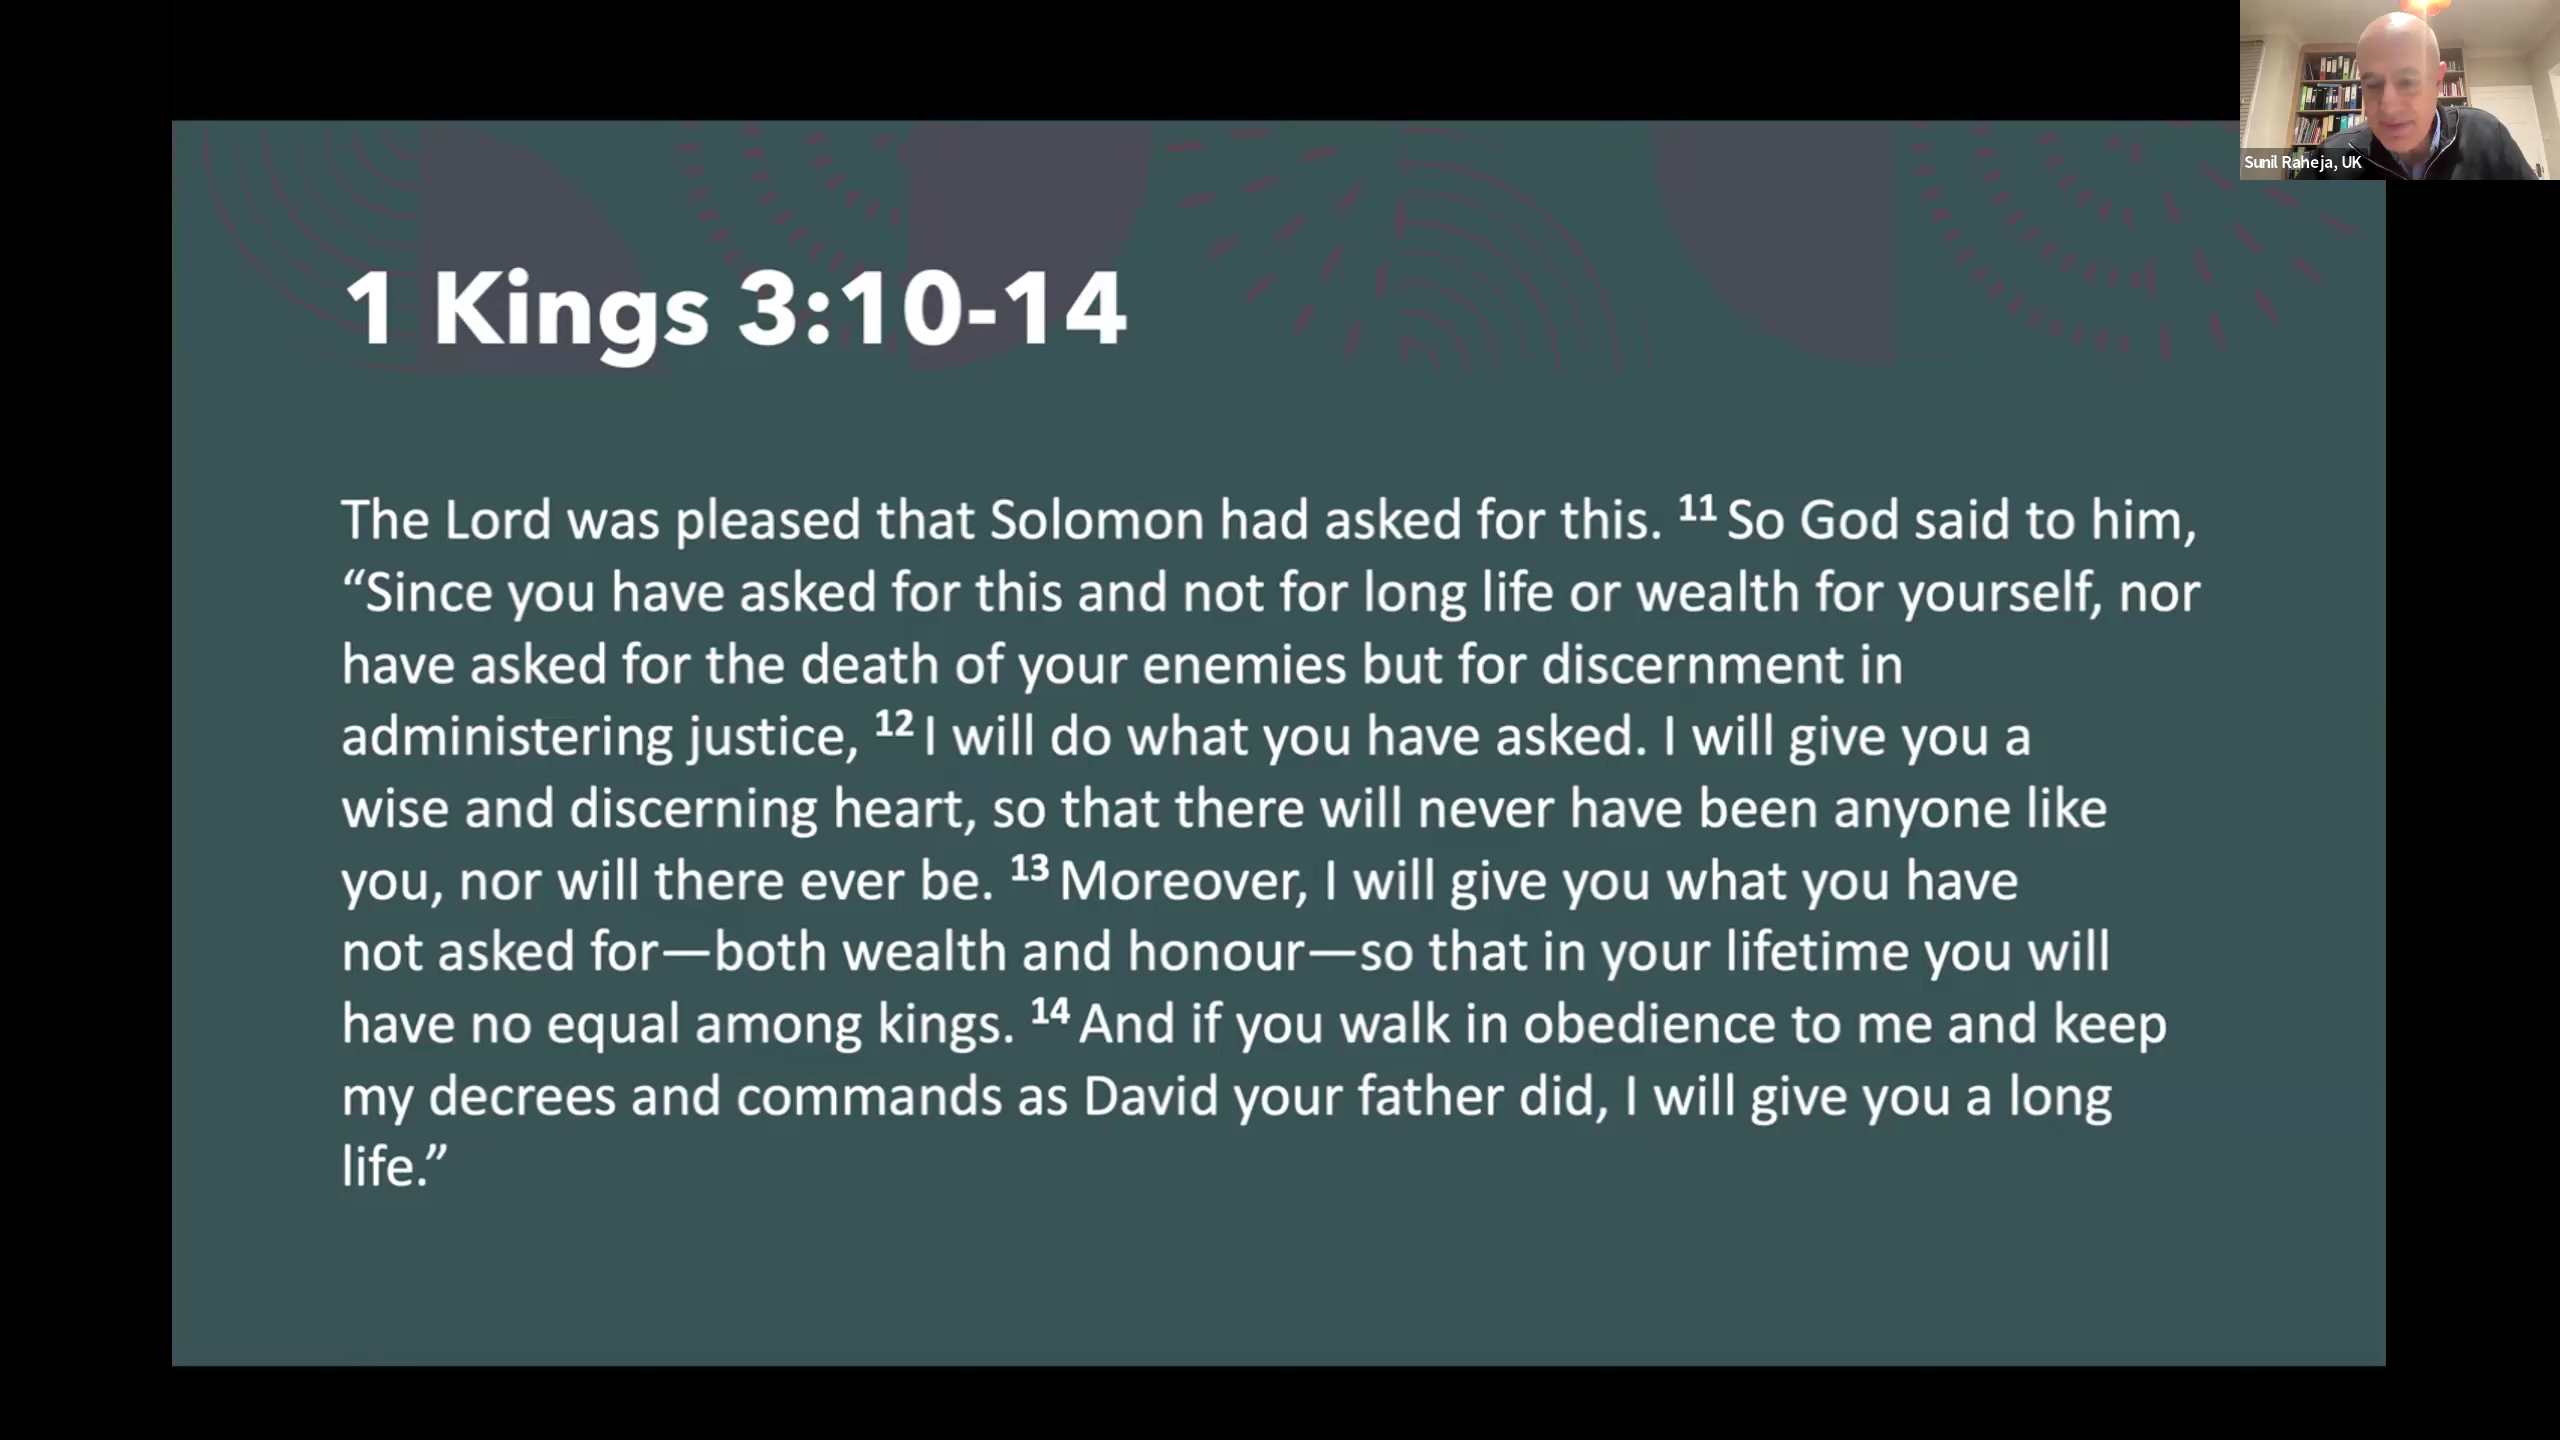 Sunil Raheja, UK
1 Kings 3:10-14
The Lord was pleased that Solomon had asked for this. 11 So God said to him,
“Since you have asked for this and not for long life or wealth for yourself, nor
have asked for the death of your enemies but for discernment in
administering justice, 12 I will do what you have asked. I will give you a
wise and discerning heart, so that there will never have been anyone like
you, nor will there ever be. 13 Moreover, I will give you what you have
not asked for—both wealth and honour—so that in your lifetime you will
have no equal among kings. 14 And if you walk in obedience to me and keep
my decrees and commands as David your father did, I will give you a long
life.”